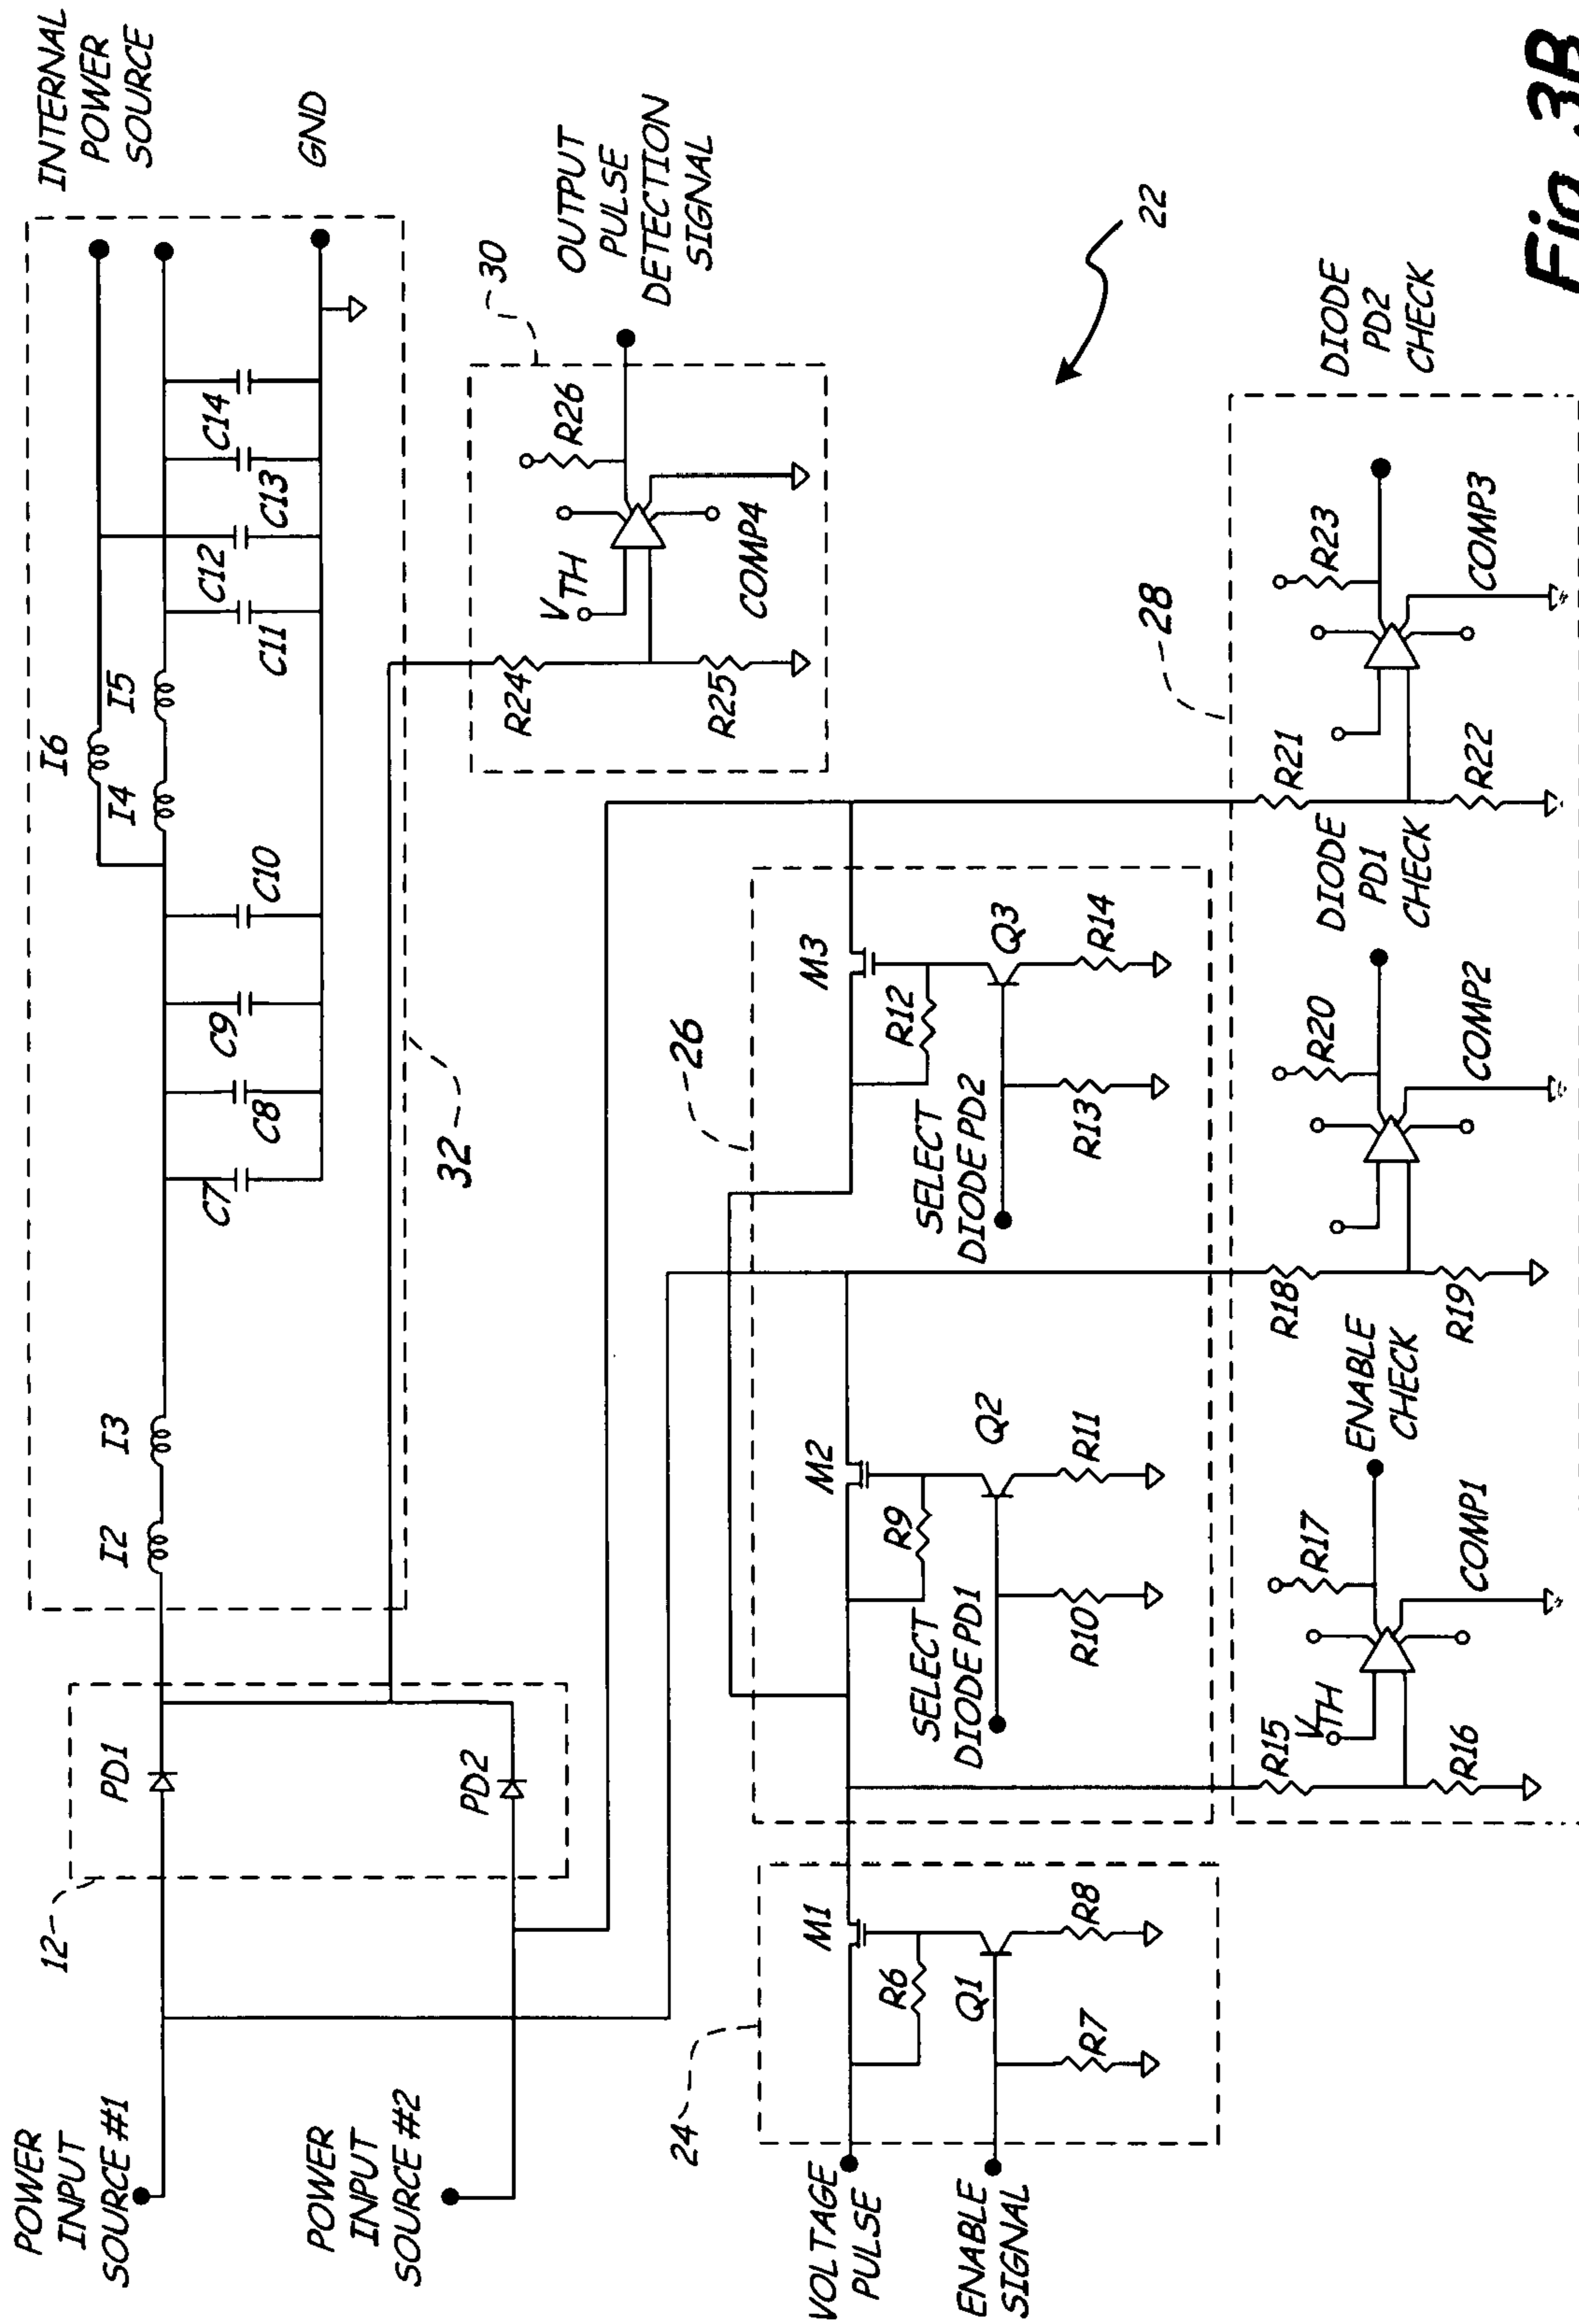 POWER
INPUT
SOURCE #1
POWER
INPUT
SOURCE #2
12
PD1
PD2
I2
I3
C7
C8
C9
C10
I4
I5
I6
C11
C12
C13
C14
INTERNAL
POWER
SOURCE
GND
32
30
R24
R25
VTH
COMP4
R26
OUTPUT
PULSE
DETECTION
SIGNAL
22
24
VOLTAGE
PULSE
ENABLE
SIGNAL
M1
R6
Q1
R7
R8
26
M2
R9
SELECT
DIODE PD1
Q2
R10
R11
M3
R12
SELECT
DIODE PD2
Q3
R13
R14
28
R15
VTH
R16
R17
COMP1
ENABLE
CHECK
R18
R19
R20
COMP2
DIODE
PD1
CHECK
R21
R22
R23
COMP3
DIODE
PD2
CHECK
Fig. 3B